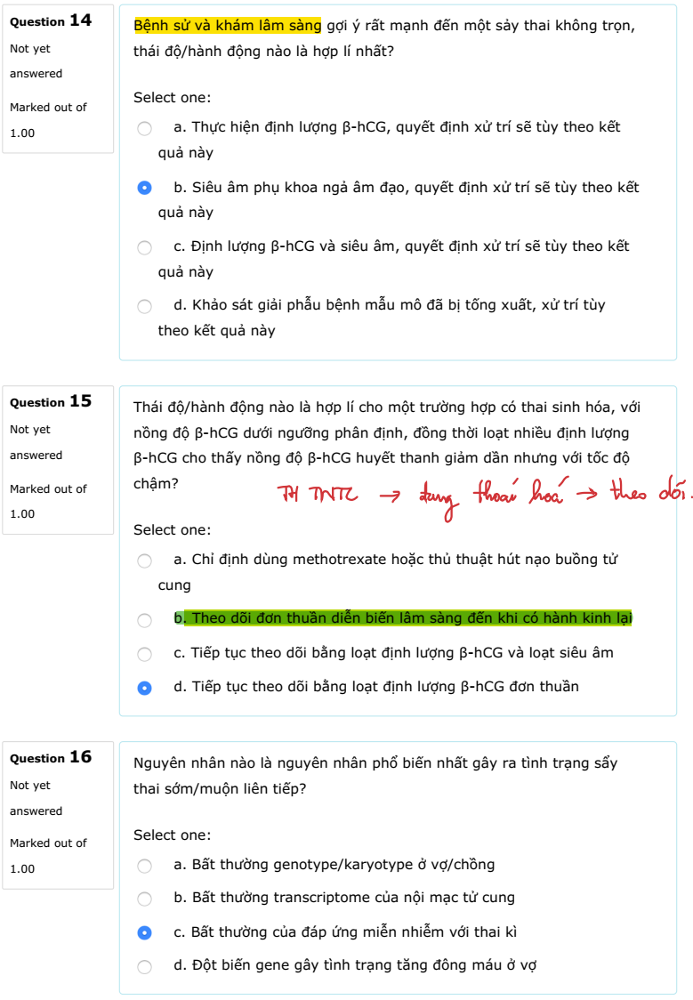 Question 14
Not yet
answered
Marked out of
1.00
Bệnh sử và khám lâm sàng gợi ý rất mạnh đến một sảy thai không trọn,
thái độ/hành động nào là hợp lí nhất?
Select one:
a. Thực hiện định lượng β-hCG, quyết định xử trí sẽ tùy theo kết
quả này
b. Siêu âm phụ khoa ngả âm đạo, quyết định xử trí sẽ tùy theo kết
quả này
c. Định lượng β-hCG và siêu âm, quyết định xử trí sẽ tùy theo kết
quả này
d. Khảo sát giải phẫu bệnh mẫu mô đã bị tống xuất, xử trí tùy
theo kết quả này
Question 15
Not yet
answered
Marked out of
1.00
Thái độ/hành động nào là hợp lí cho một trường hợp có thai sinh hóa, với
nồng độ β-hCG dưới ngưỡng phân định, đồng thời loạt nhiều định lượng
β-hCG cho thấy nồng độ β-hCG huyết thanh giảm dần nhưng với tốc độ
chậm?
TH TNTC → đang thoái hoá → theo dõi.
Select one:
a. Chỉ định dùng methotrexate hoặc thủ thuật hút nạo buồng tử
cung
b. Theo dõi đơn thuần diễn biến lâm sàng đến khi có hành kinh lại
c. Tiếp tục theo dõi bằng loạt định lượng β-hCG và loạt siêu âm
d. Tiếp tục theo dõi bằng loạt định lượng β-hCG đơn thuần
Question 16
Not yet
answered
Marked out of
1.00
Nguyên nhân nào là nguyên nhân phổ biến nhất gây ra tình trạng sẩy
thai sớm/muộn liên tiếp?
Select one:
a. Bất thường genotype/karyotype ở vợ/chồng
b. Bất thường transcriptome của nội mạc tử cung
c. Bất thường của đáp ứng miễn nhiễm với thai kì
d. Đột biến gene gây tình trạng tăng đông máu ở vợ